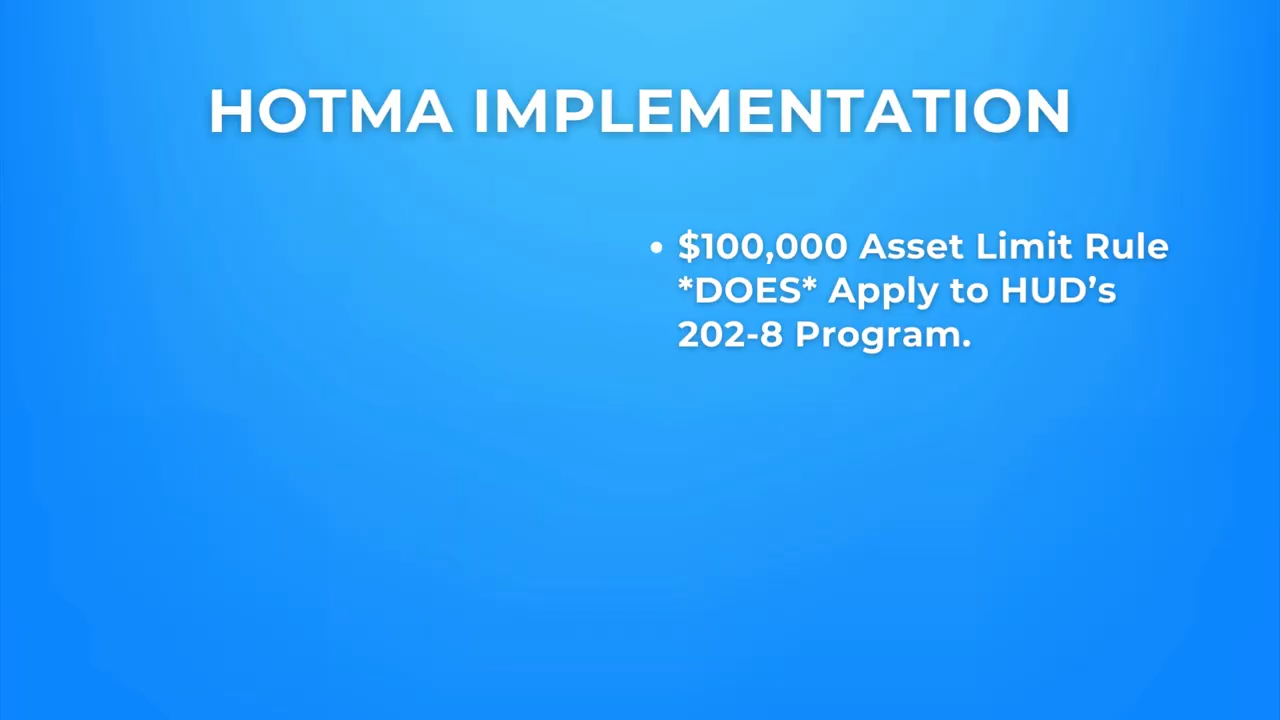 HOTMA IMPLEMENTATION
• $100,000 Asset Limit Rule
*DOES* Apply to HUD’s
202-8 Program.